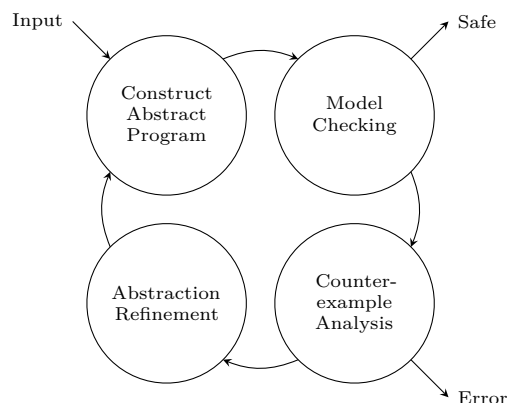 Input
Safe
Construct
Abstract
Program
Model
Checking
Abstraction
Refinement
Counter-
example
Analysis
Error